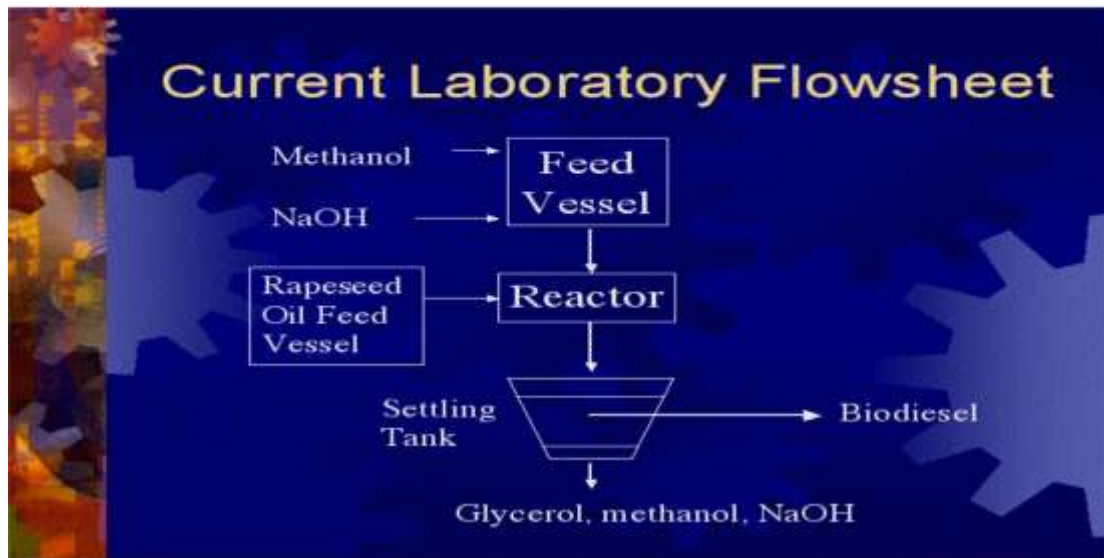 Current Laboratory Flowsheet
Methanol
Feed
Vessel
NaOH
Rapeseed
Oil Feed
Vessel
Reactor
Settling
Tank
Biodiesel
Glycerol, methanol, NaOH